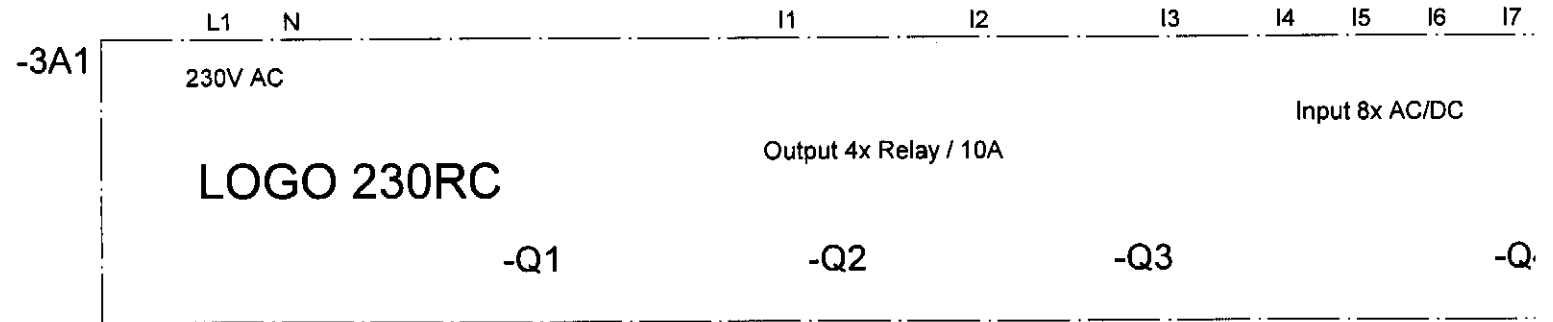 L1 N I1 I2 I3 I4 I5 I6 I7
-3A1
230V AC
Input 8x AC/DC
Output 4x Relay / 10A
LOGO 230RC
-Q1 -Q2 -Q3